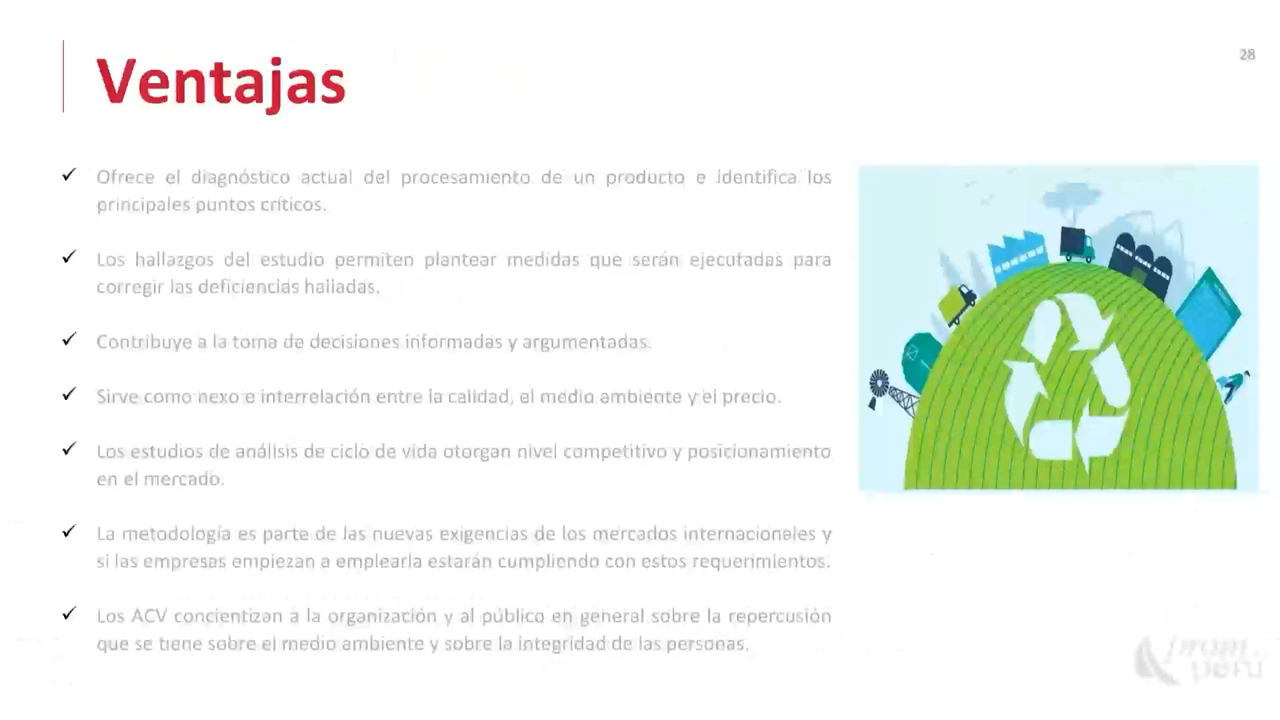 28
Ventajas
Ofrece el diagnóstico actual del procesamiento de un producto e identifica los
principales puntos críticos.
Los hallazgos del estudio permiten plantear medidas que serán ejecutadas para
corregir las deficiencias halladas.
Contribuye a la toma de decisiones informadas y argumentadas.
Sirve como nexo e interrelación entre la calidad, el medio ambiente y el precio.
Los estudios de análisis de ciclo de vida otorgan nivel competitivo y posicionamiento
en el mercado.
La metodología es parte de las nuevas exigencias de los mercados internacionales y
si las empresas empiezan a emplearla estarán cumpliendo con estos requerimientos.
Los ACV concientizan a la organización y al público en general sobre la repercusión
que se tiene sobre el medio ambiente y sobre la integridad de las personas.
prom
perú